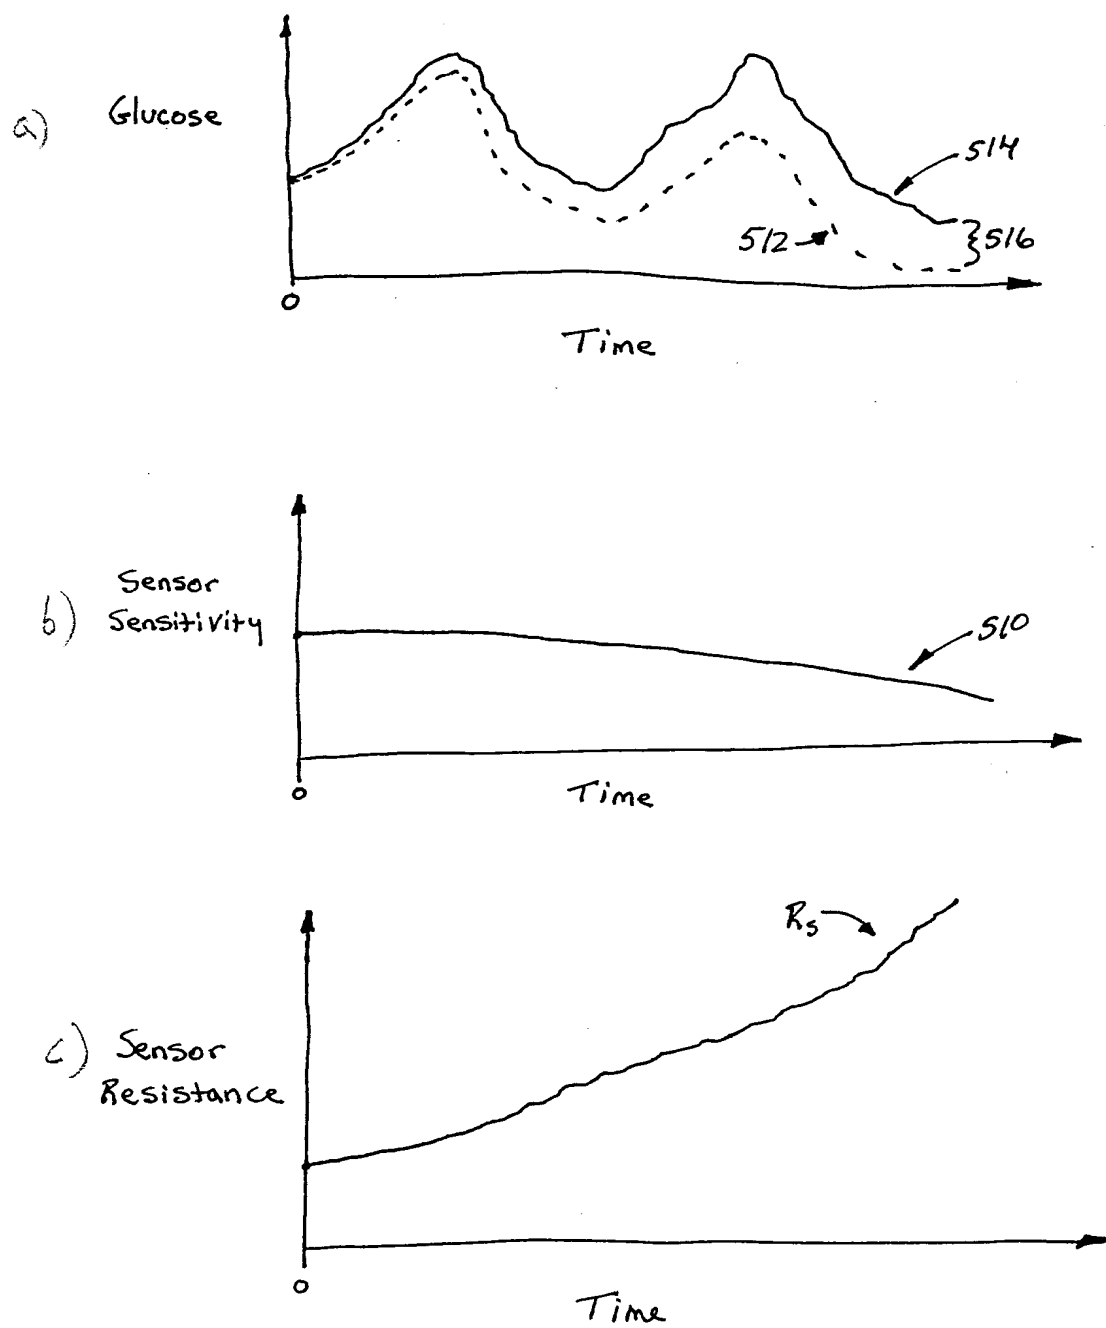 a) Glucose
514
512
516
0
Time
b) Sensor
Sensitivity
510
0
Time
Rs
c) Sensor
Resistance
0
Time